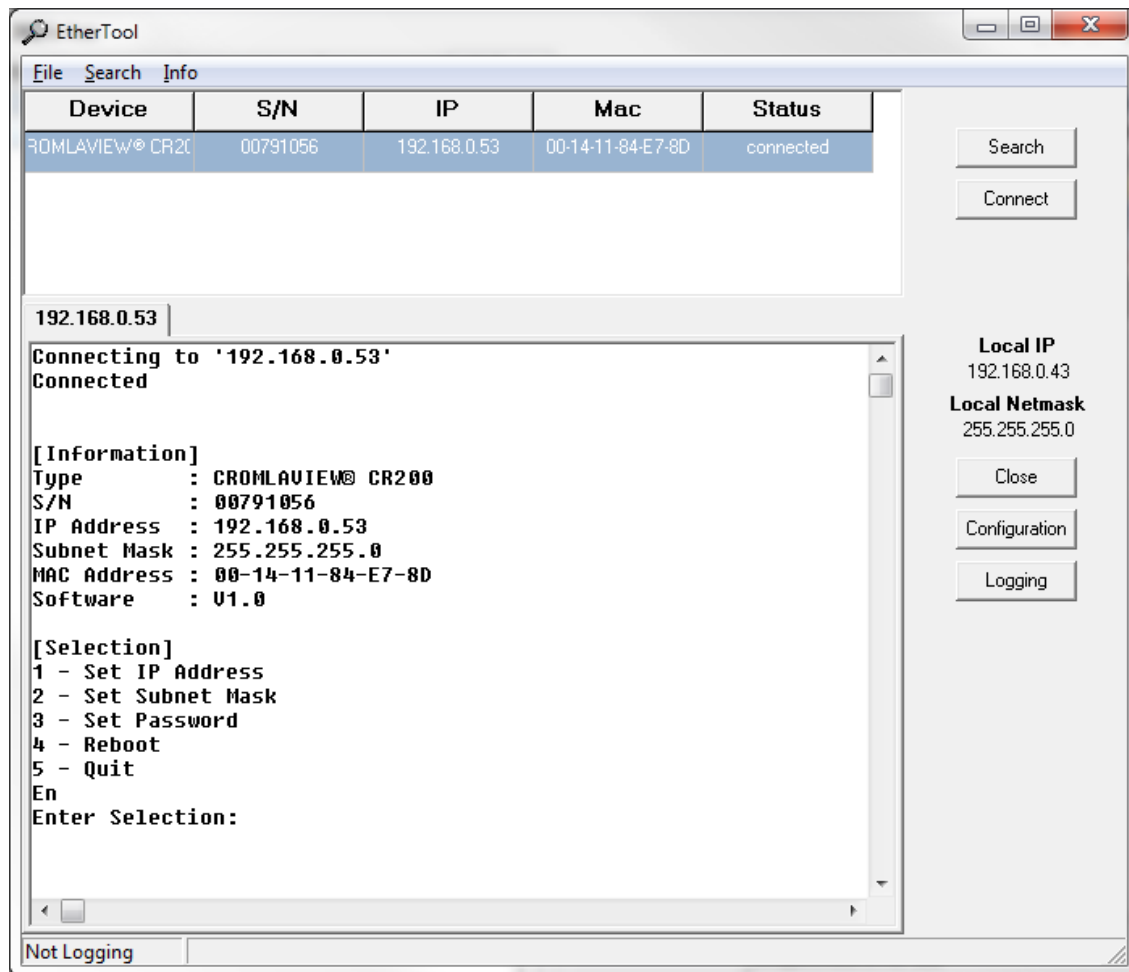 EtherTool
File Search Info
Device S/N IP Mac Status
ROMLAVIEW® CR20 00791056 192.168.0.53 00-14-11-84-E7-8D connected
Search
Connect
192.168.0.53
Connecting to '192.168.0.53'
Connected
[Information]
Type : CROMLAVIEW® CR200
S/N : 00791056
IP Address : 192.168.0.53
Subnet Mask : 255.255.255.0
MAC Address : 00-14-11-84-E7-8D
Software : V1.0
[Selection]
1 - Set IP Address
2 - Set Subnet Mask
3 - Set Password
4 - Reboot
5 - Quit
En
Enter Selection:
Local IP
192.168.0.43
Local Netmask
255.255.255.0
Close
Configuration
Logging
Not Logging